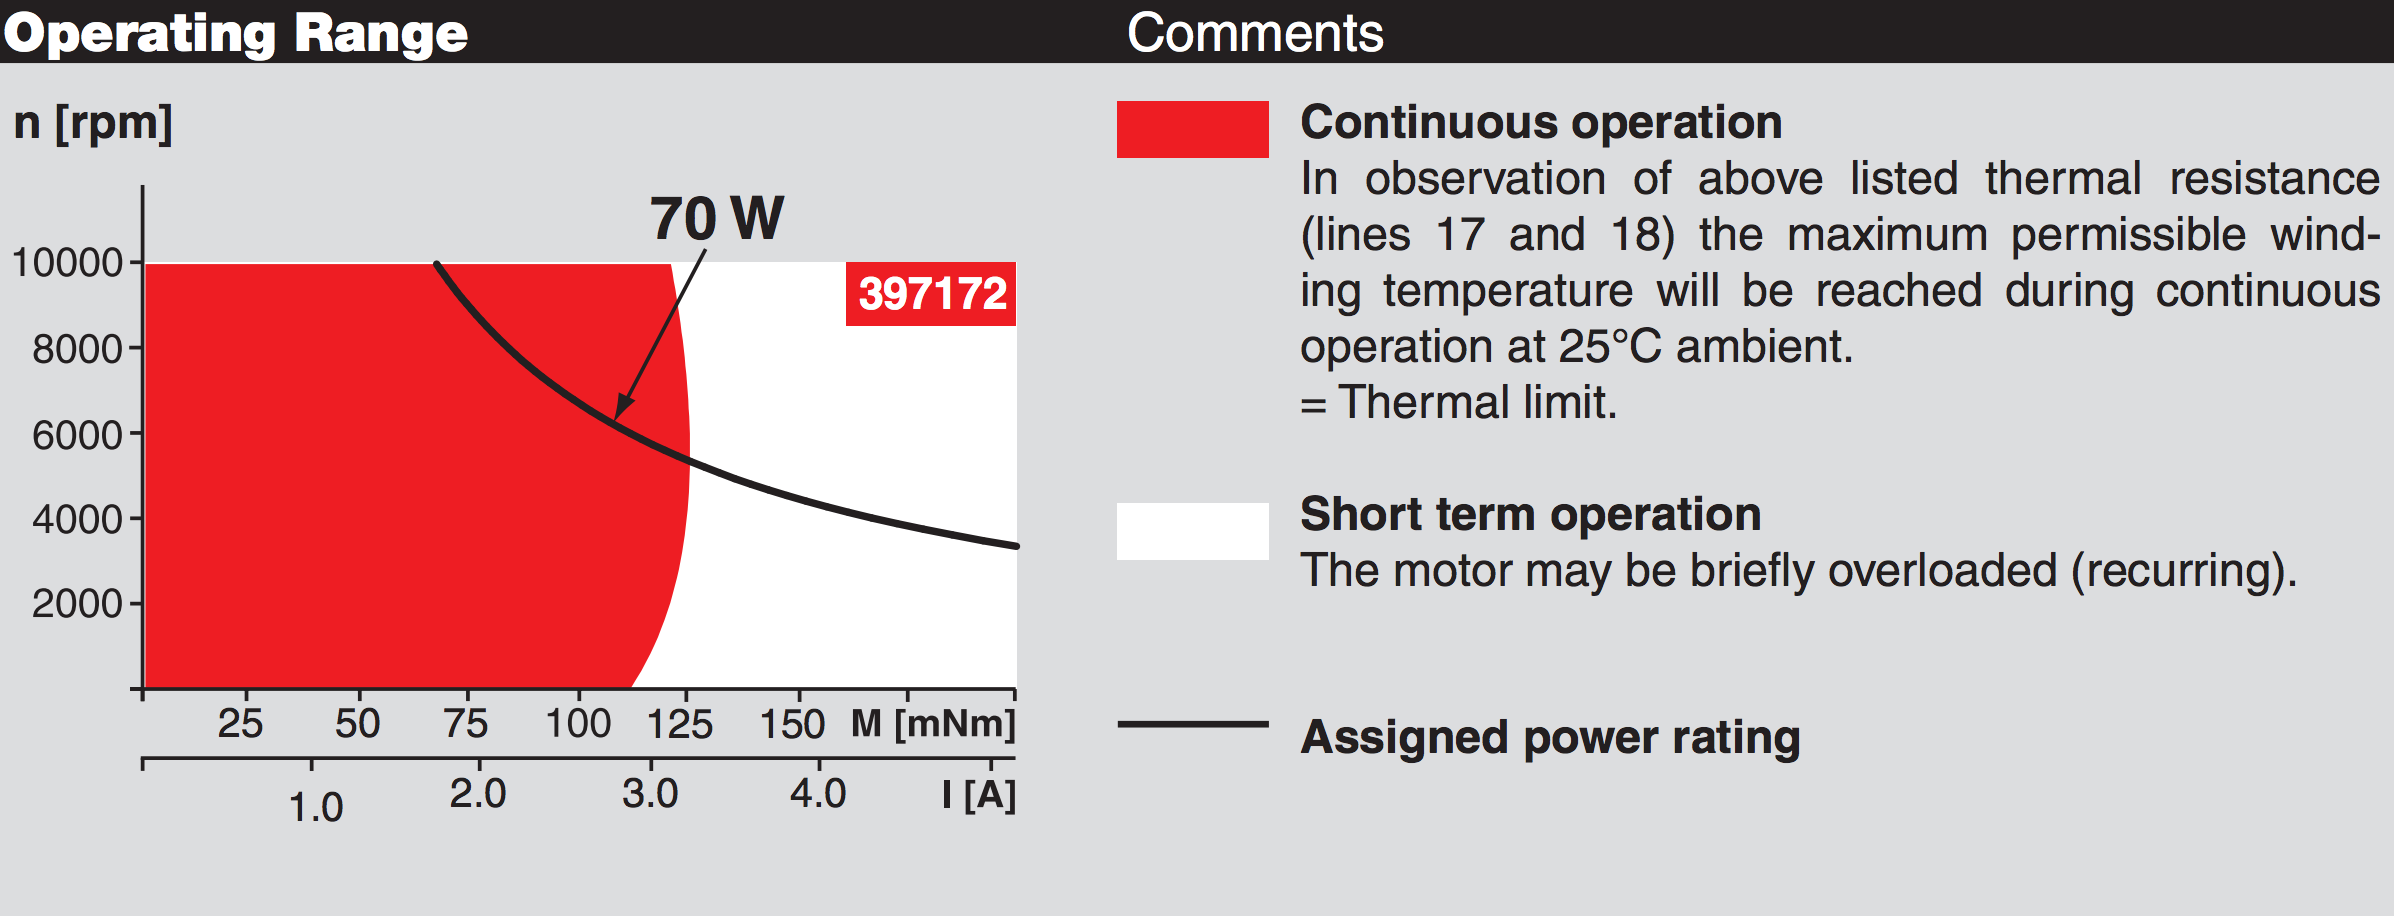 Operating Range
Comments
n [rpm]
70 W
397172
10000
8000
6000
4000
2000
25 50 75 100 125 150 M [mNm]
1.0 2.0 3.0 4.0 I [A]
Continuous operation
In observation of above listed thermal resistance
(lines 17 and 18) the maximum permissible wind-
ing temperature will be reached during continuous
operation at 25°C ambient.
= Thermal limit.
Short term operation
The motor may be briefly overloaded (recurring).
Assigned power rating